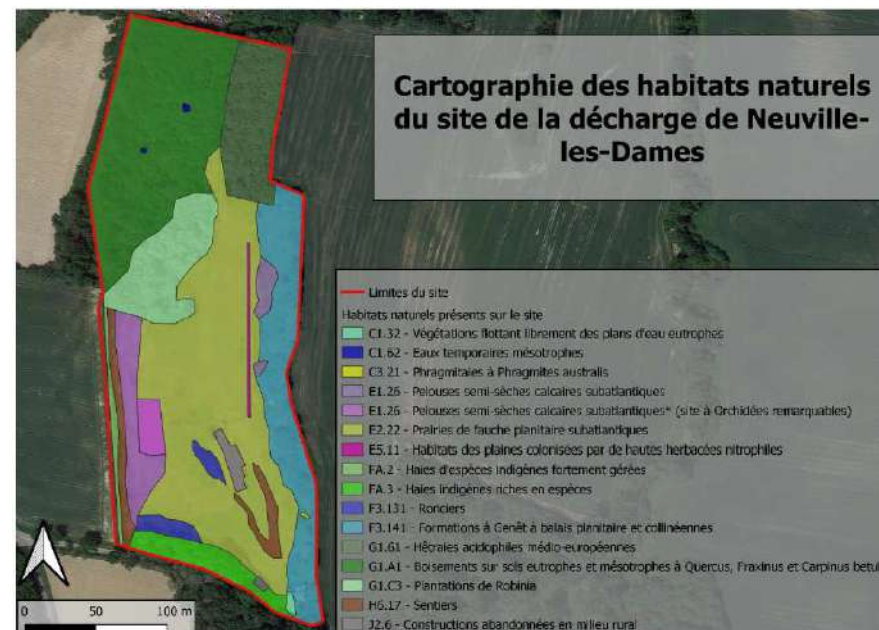 Cartographie des habitats naturels
du site de la décharge de Neuville-
les-Dames
Limites du site
Habitats naturels présents sur le site
C1.32 - Végétations flottant librement des plans d'eau eutrophes
C1.62 - Eaux temporaires mésotrophes
C3.21 - Phragmitaies à Phragmites australis
E1.26 - Pelouses semi-sèches calcaires subatlantiques
E1.26 - Pelouses semi-sèches calcaires subatlantiques* (site à Orchidées remarquables)
E2.22 - Prairies de fauche planitaire subatlantiques
E5.11 - Habitats des plaines colonisées par de hautes herbacées nitrophiles
FA.2 - Haies d'espèces indigènes fortement gérées
FA.3 - Haies indigènes riches en espèces
F3.131 - Ronciers
F3.141 - Formations à Genêt à balais planitaire et collinéennes
G1.61 - Hêtraies acidophiles médio-européennes
G1.A1 - Boisements sur sols eutrophes et mésotrophes à Quercus, Fraxinus et Carpinus betul
G1.C3 - Plantations de Robinia
H5.17 - Sentiers
J2.6 - Constructions abandonnées en milieu rural
0 50 100 m